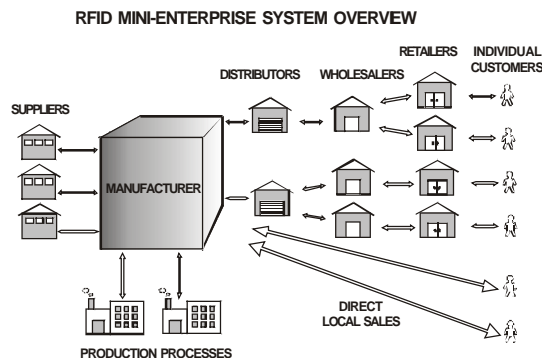 RFID MINI-ENTERPRISE SYSTEM OVERVIEW
RETAILERS
INDIVIDUAL
CUSTOMERS
DISTRIBUTORS
WHOLESALERS
SUPPLIERS
MANUFACTURER
DIRECT
LOCAL SALES
PRODUCTION PROCESSES